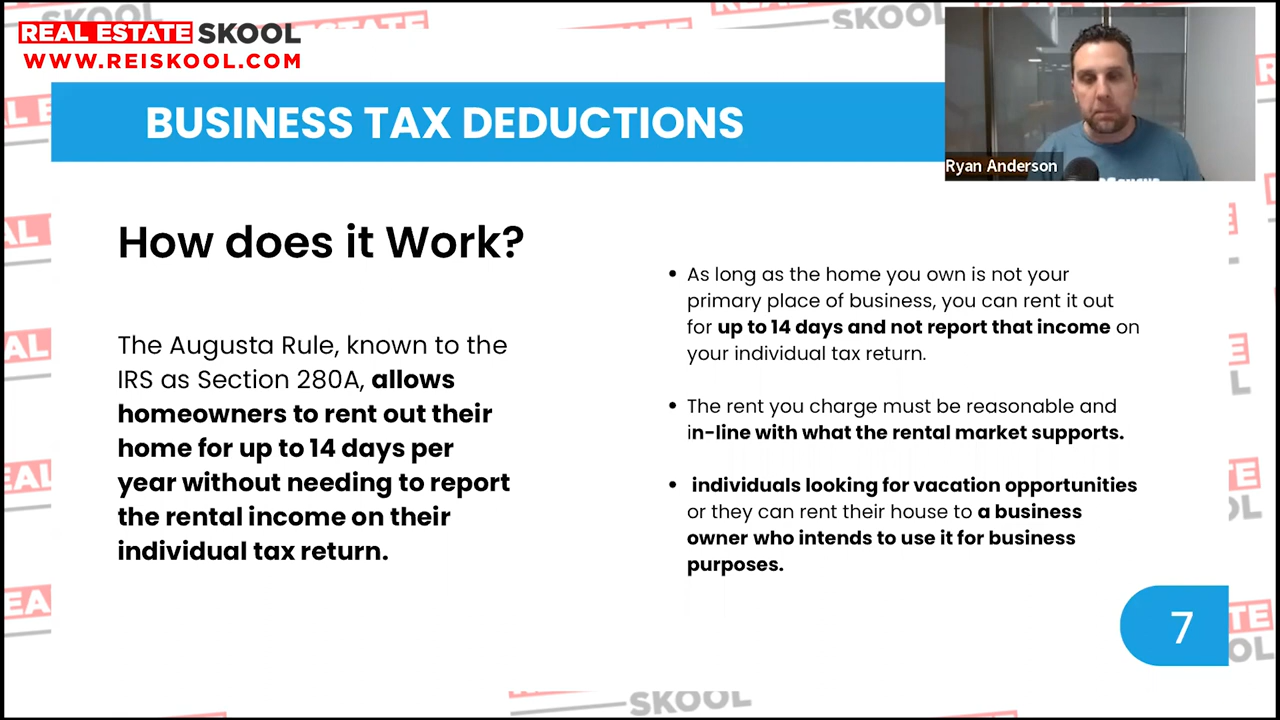 REAL ESTATE SKOOL
WWW.REISKOOL.COM
BUSINESS TAX DEDUCTIONS
Ryan Anderson
How does it Work?
The Augusta Rule, known to the
IRS as Section 280A, allows
homeowners to rent out their
home for up to 14 days per
year without needing to report
the rental income on their
individual tax return.
• As long as the home you own is not your
primary place of business, you can rent it out
for up to 14 days and not report that income on
your individual tax return.
• The rent you charge must be reasonable and
in-line with what the rental market supports.
• individuals looking for vacation opportunities
or they can rent their house to a business
owner who intends to use it for business
purposes.
7
SKOOL